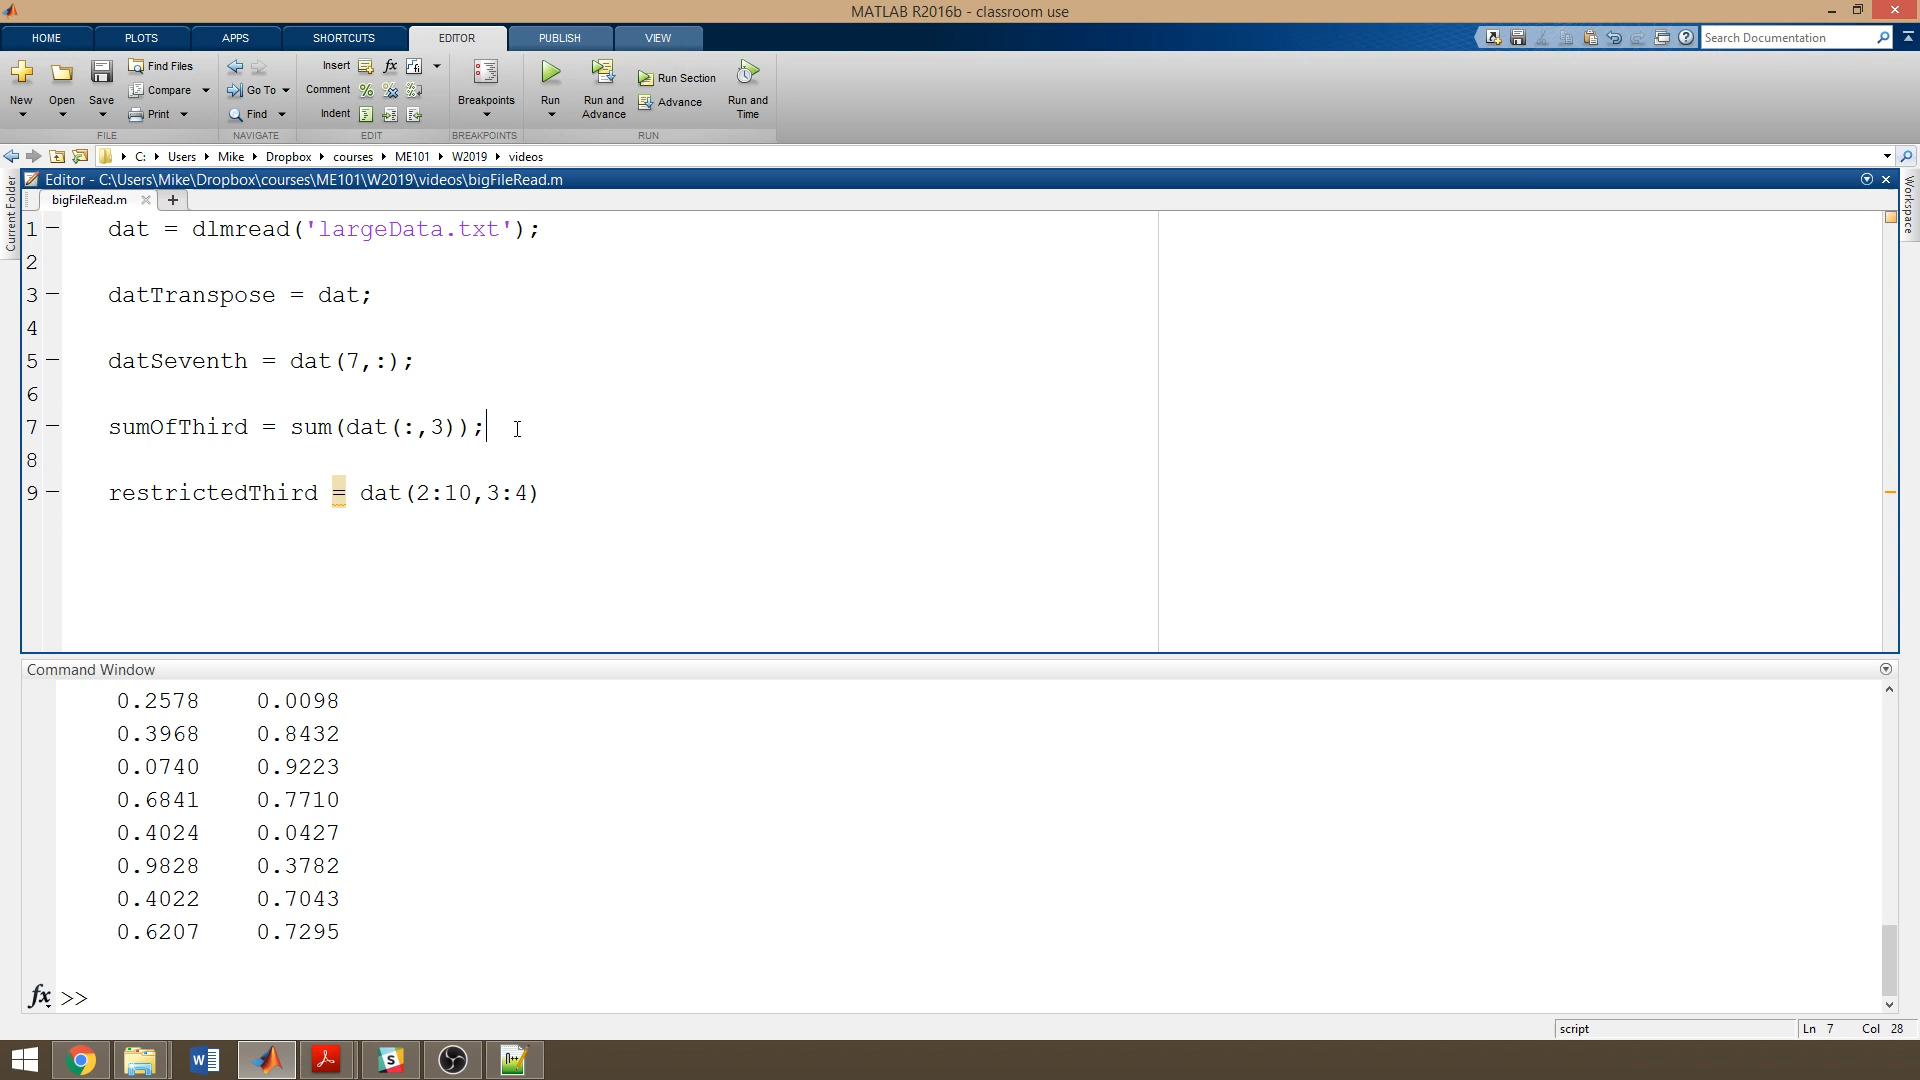 MATLAB R2016b - classroom use
HOME PLOTS APPS SHORTCUTS EDITOR PUBLISH VIEW Search Documentation
New Open Save Find Files Compare Print Go To Find Insert fx Comment Indent Breakpoints Run Run and Advance Run Section Advance Run and Time
FILE NAVIGATE EDIT BREAKPOINTS RUN
C: Users Mike Dropbox courses ME101 W2019 videos
Current Folder
Workspace
Editor - C:\Users\Mike\Dropbox\courses\ME101\W2019\videos\bigFileRead.m
bigFileRead.m
1 dat = dlmread('largeData.txt');
2
3 datTranspose = dat;
4
5 datSeventh = dat(7,:);
6
7 sumOfThird = sum(dat(:,3));
8
9 restrictedThird = dat(2:10,3:4)
Command Window
0.2578 0.0098
0.3968 0.8432
0.0740 0.9223
0.6841 0.7710
0.4024 0.0427
0.9828 0.3782
0.4022 0.7043
0.6207 0.7295
fx >>
script Ln 7 Col 28